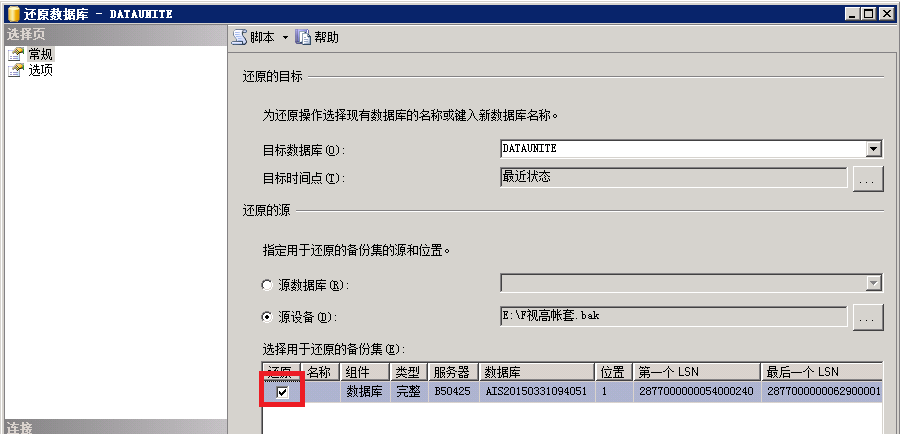 还原数据库 - DATAUNITE
选择页
常规
选项
脚本 帮助
还原的目标
为还原操作选择现有数据库的名称或键入新数据库名称。
目标数据库(O): DATAUNITE
目标时间点(T): 最近状态 ...
还原的源
指定用于还原的备份集的源和位置。
源数据库(R):
源设备(D): E:\F视高帐套.bak ...
选择用于还原的备份集(E):
还原 名称 组件 类型 服务器 数据库 位置 第一个 LSN 最后一个 LSN
数据库 完整 B50425 AIS20150331094051 1 2877000000054000240 2877000000062900001
连接